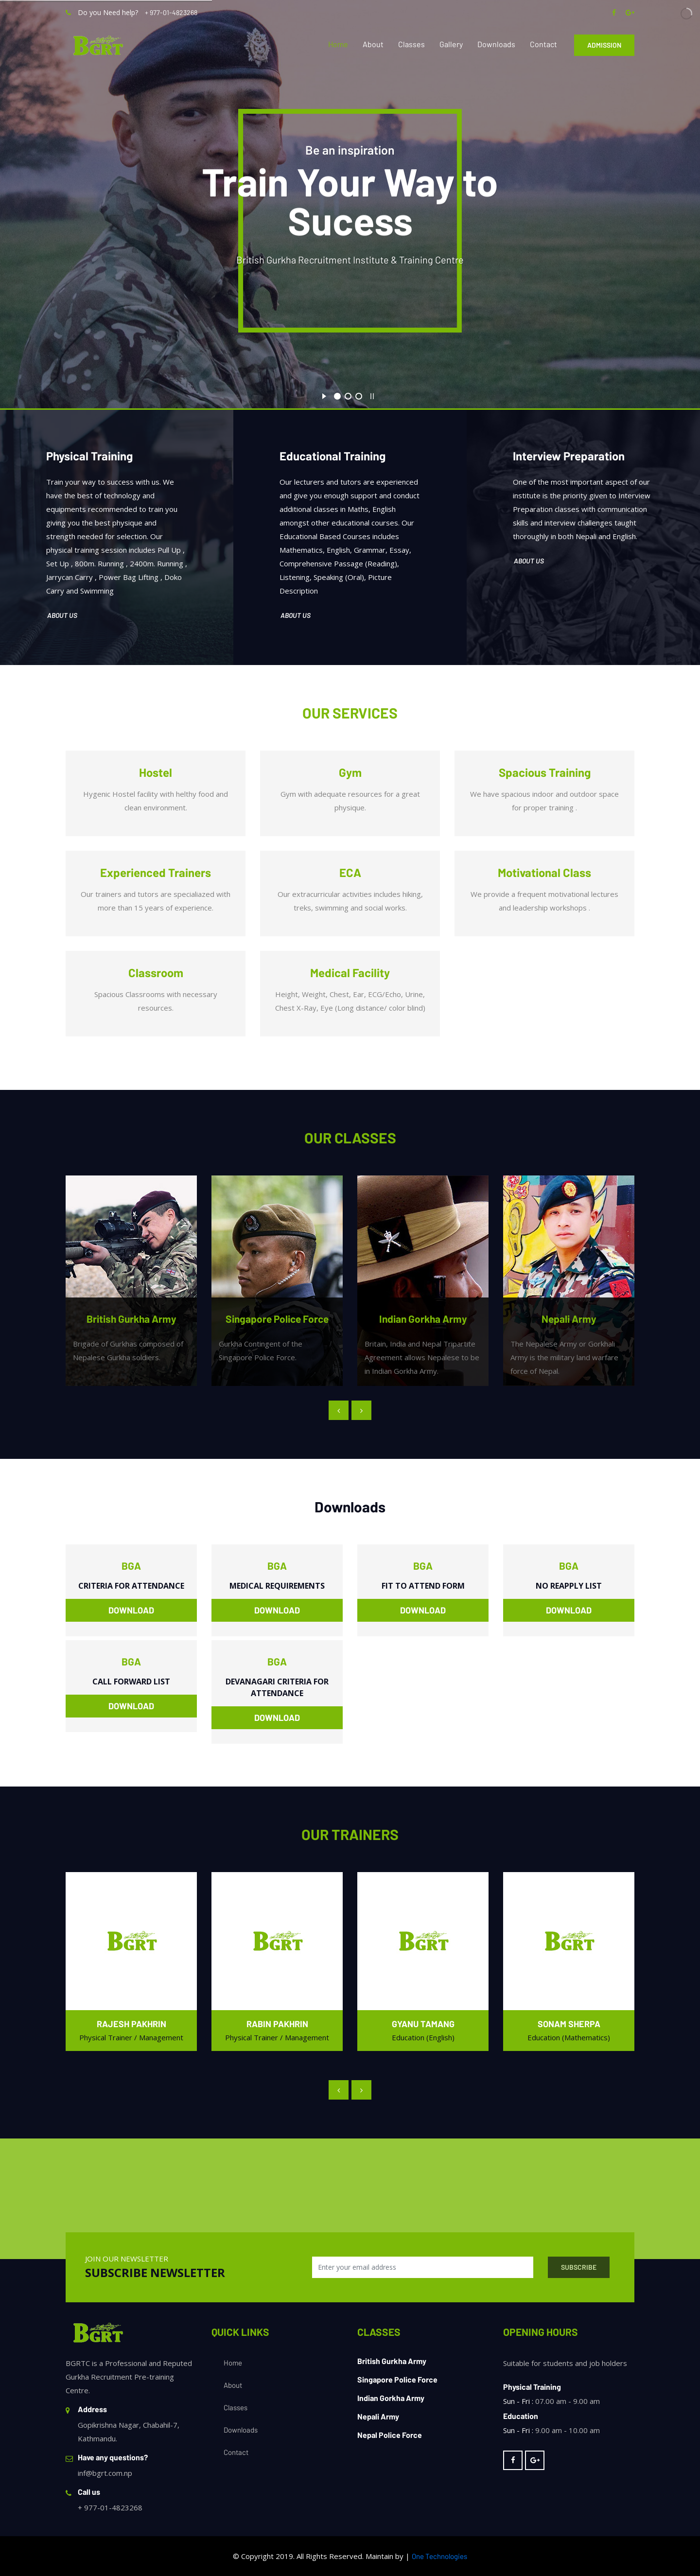 Do you Need help? + 977-01-4823268
BGRT
Home About Classes Gallery Downloads Contact ADMISSION
Be an inspiration
Train Your Way to
Sucess
British Gurkha Recruitment Institute & Training Centre
Physical Training
Train your way to success with us. We
have the best of technology and
equipments recommended to train you
giving you the best physique and
strength needed for selection. Our
physical training session includes Pull Up ,
Set Up , 800m. Running , 2400m. Running ,
Jarrycan Carry , Power Bag Lifting , Doko
Carry and Swimming
ABOUT US
Educational Training
Our lecturers and tutors are experienced
and give you enough support and conduct
additional classes in Maths, English
amongst other educational courses. Our
Educational Based Courses includes
Mathematics, English, Grammar, Essay,
Comprehensive Passage (Reading),
Listening, Speaking (Oral), Picture
Description
ABOUT US
Interview Preparation
One of the most important aspect of our
institute is the priority given to Interview
Preparation classes with communication
skills and interview challenges taught
thoroughly in both Nepali and English.
ABOUT US
OUR SERVICES
Hostel
Hygenic Hostel facility with helthy food and
clean environment.
Gym
Gym with adequate resources for a great
physique.
Spacious Training
We have spacious indoor and outdoor space
for proper training .
Experienced Trainers
Our trainers and tutors are specialiazed with
more than 15 years of experience.
ECA
Our extracurricular activities includes hiking,
treks, swimming and social works.
Motivational Class
We provide a frequent motivational lectures
and leadership workshops .
Classroom
Spacious Classrooms with necessary
resources.
Medical Facility
Height, Weight, Chest, Ear, ECG/Echo, Urine,
Chest X-Ray, Eye (Long distance/ color blind)
OUR CLASSES
British Gurkha Army
Brigade of Gurkhas composed of
Nepalese Gurkha soldiers.
Singapore Police Force
Gurkha Contingent of the
Singapore Police Force.
Indian Gorkha Army
Britain, India and Nepal Tripartite
Agreement allows Nepalese to be
in Indian Gorkha Army.
Nepali Army
The Nepalese Army or Gorkhali
Army is the military land warfare
force of Nepal.
Downloads
BGA
CRITERIA FOR ATTENDANCE
DOWNLOAD
BGA
MEDICAL REQUIREMENTS
DOWNLOAD
BGA
FIT TO ATTEND FORM
DOWNLOAD
BGA
NO REAPPLY LIST
DOWNLOAD
BGA
CALL FORWARD LIST
DOWNLOAD
BGA
DEVANAGARI CRITERIA FOR
ATTENDANCE
DOWNLOAD
OUR TRAINERS
BGRT
RAJESH PAKHRIN
Physical Trainer / Management
BGRT
RABIN PAKHRIN
Physical Trainer / Management
BGRT
GYANU TAMANG
Education (English)
BGRT
SONAM SHERPA
Education (Mathematics)
JOIN OUR NEWSLETTER
SUBSCRIBE NEWSLETTER
Enter your email address
SUBSCRIBE
BGRT
BGRTC is a Professional and Reputed
Gurkha Recruitment Pre-training
Centre.
Address
Gopikrishna Nagar, Chabahil-7,
Kathmandu.
Have any questions?
inf@bgrt.com.np
Call us
+ 977-01-4823268
QUICK LINKS
Home
About
Classes
Downloads
Contact
CLASSES
British Gurkha Army
Singapore Police Force
Indian Gorkha Army
Nepali Army
Nepal Police Force
OPENING HOURS
Suitable for students and job holders
Physical Training
Sun - Fri : 07.00 am - 9.00 am
Education
Sun - Fri : 9.00 am - 10.00 am
© Copyright 2019. All Rights Reserved. Maintain by | One Technologies